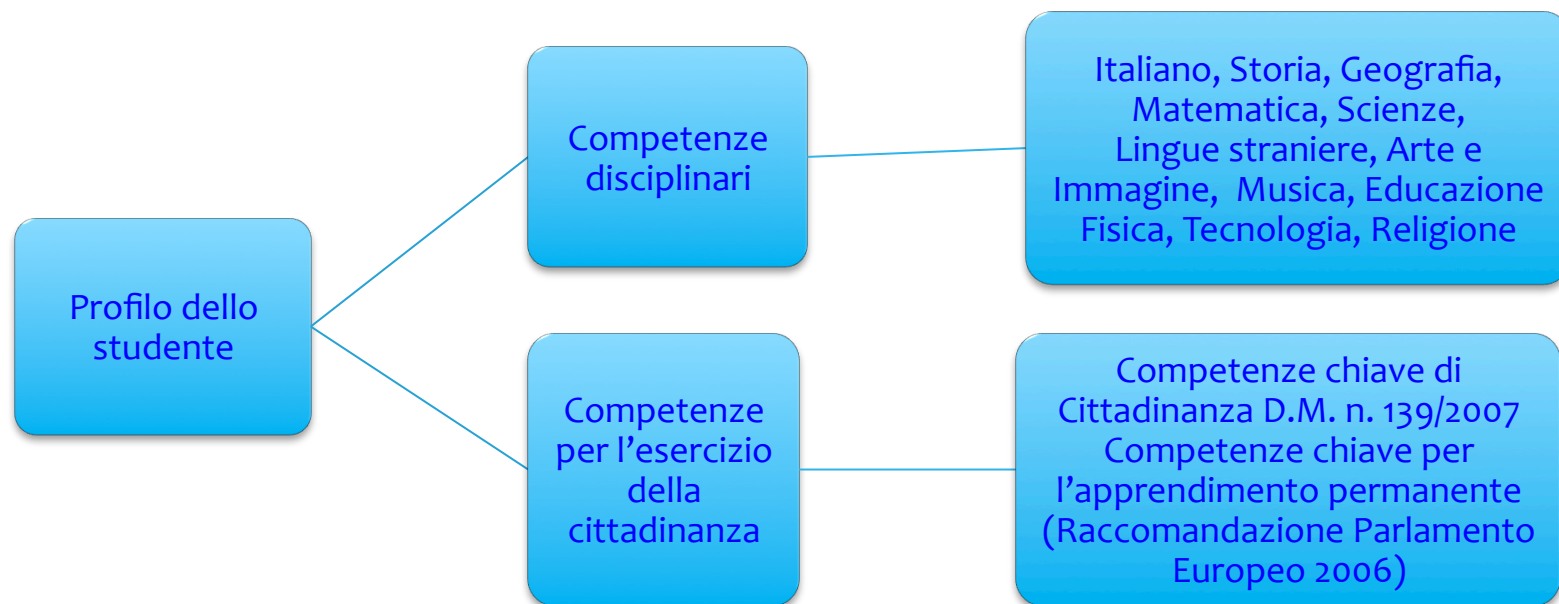 Profilo dello
studente
Competenze
disciplinari
Italiano, Storia, Geografia,
Matematica, Scienze,
Lingue straniere, Arte e
Immagine,  Musica, Educazione
Fisica, Tecnologia, Religione
Competenze
per l’esercizio
della
cittadinanza
Competenze chiave di
Cittadinanza D.M. n. 139/2007
Competenze chiave per
l’apprendimento permanente
(Raccomandazione Parlamento
Europeo 2006)